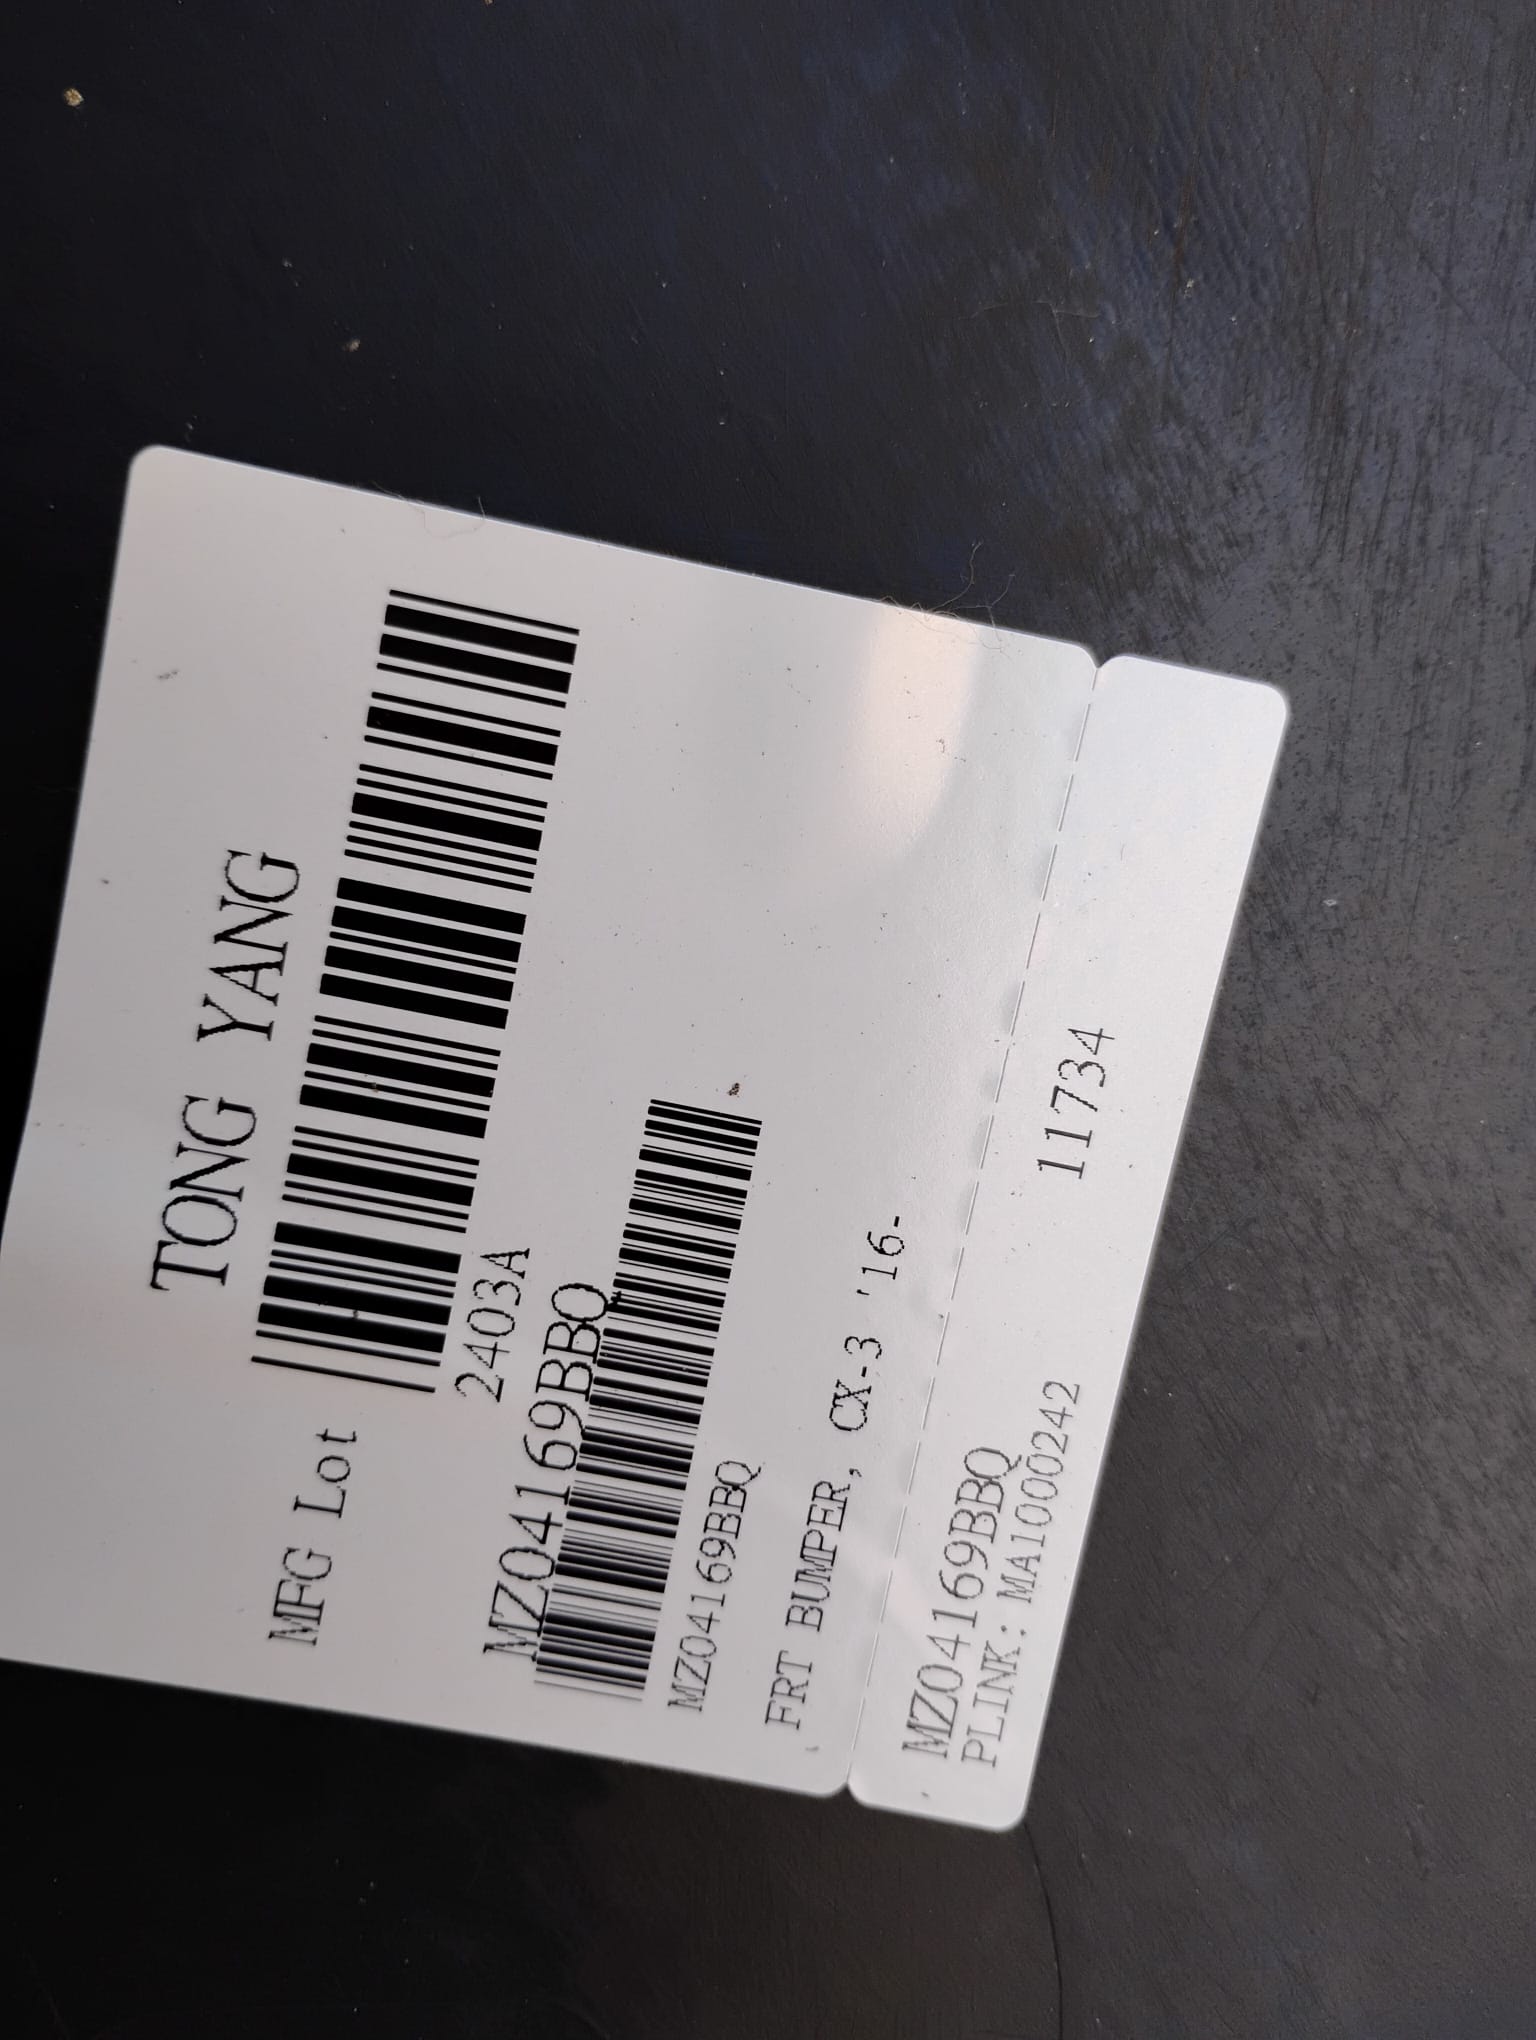 TONG YANG
MFG Lot
2403A
MZ04169BBQ
MZ04169BBQ
FRT BUMPER, CX-3 '16-
MZ04169BBQ
11734
PLINK: MA1000242